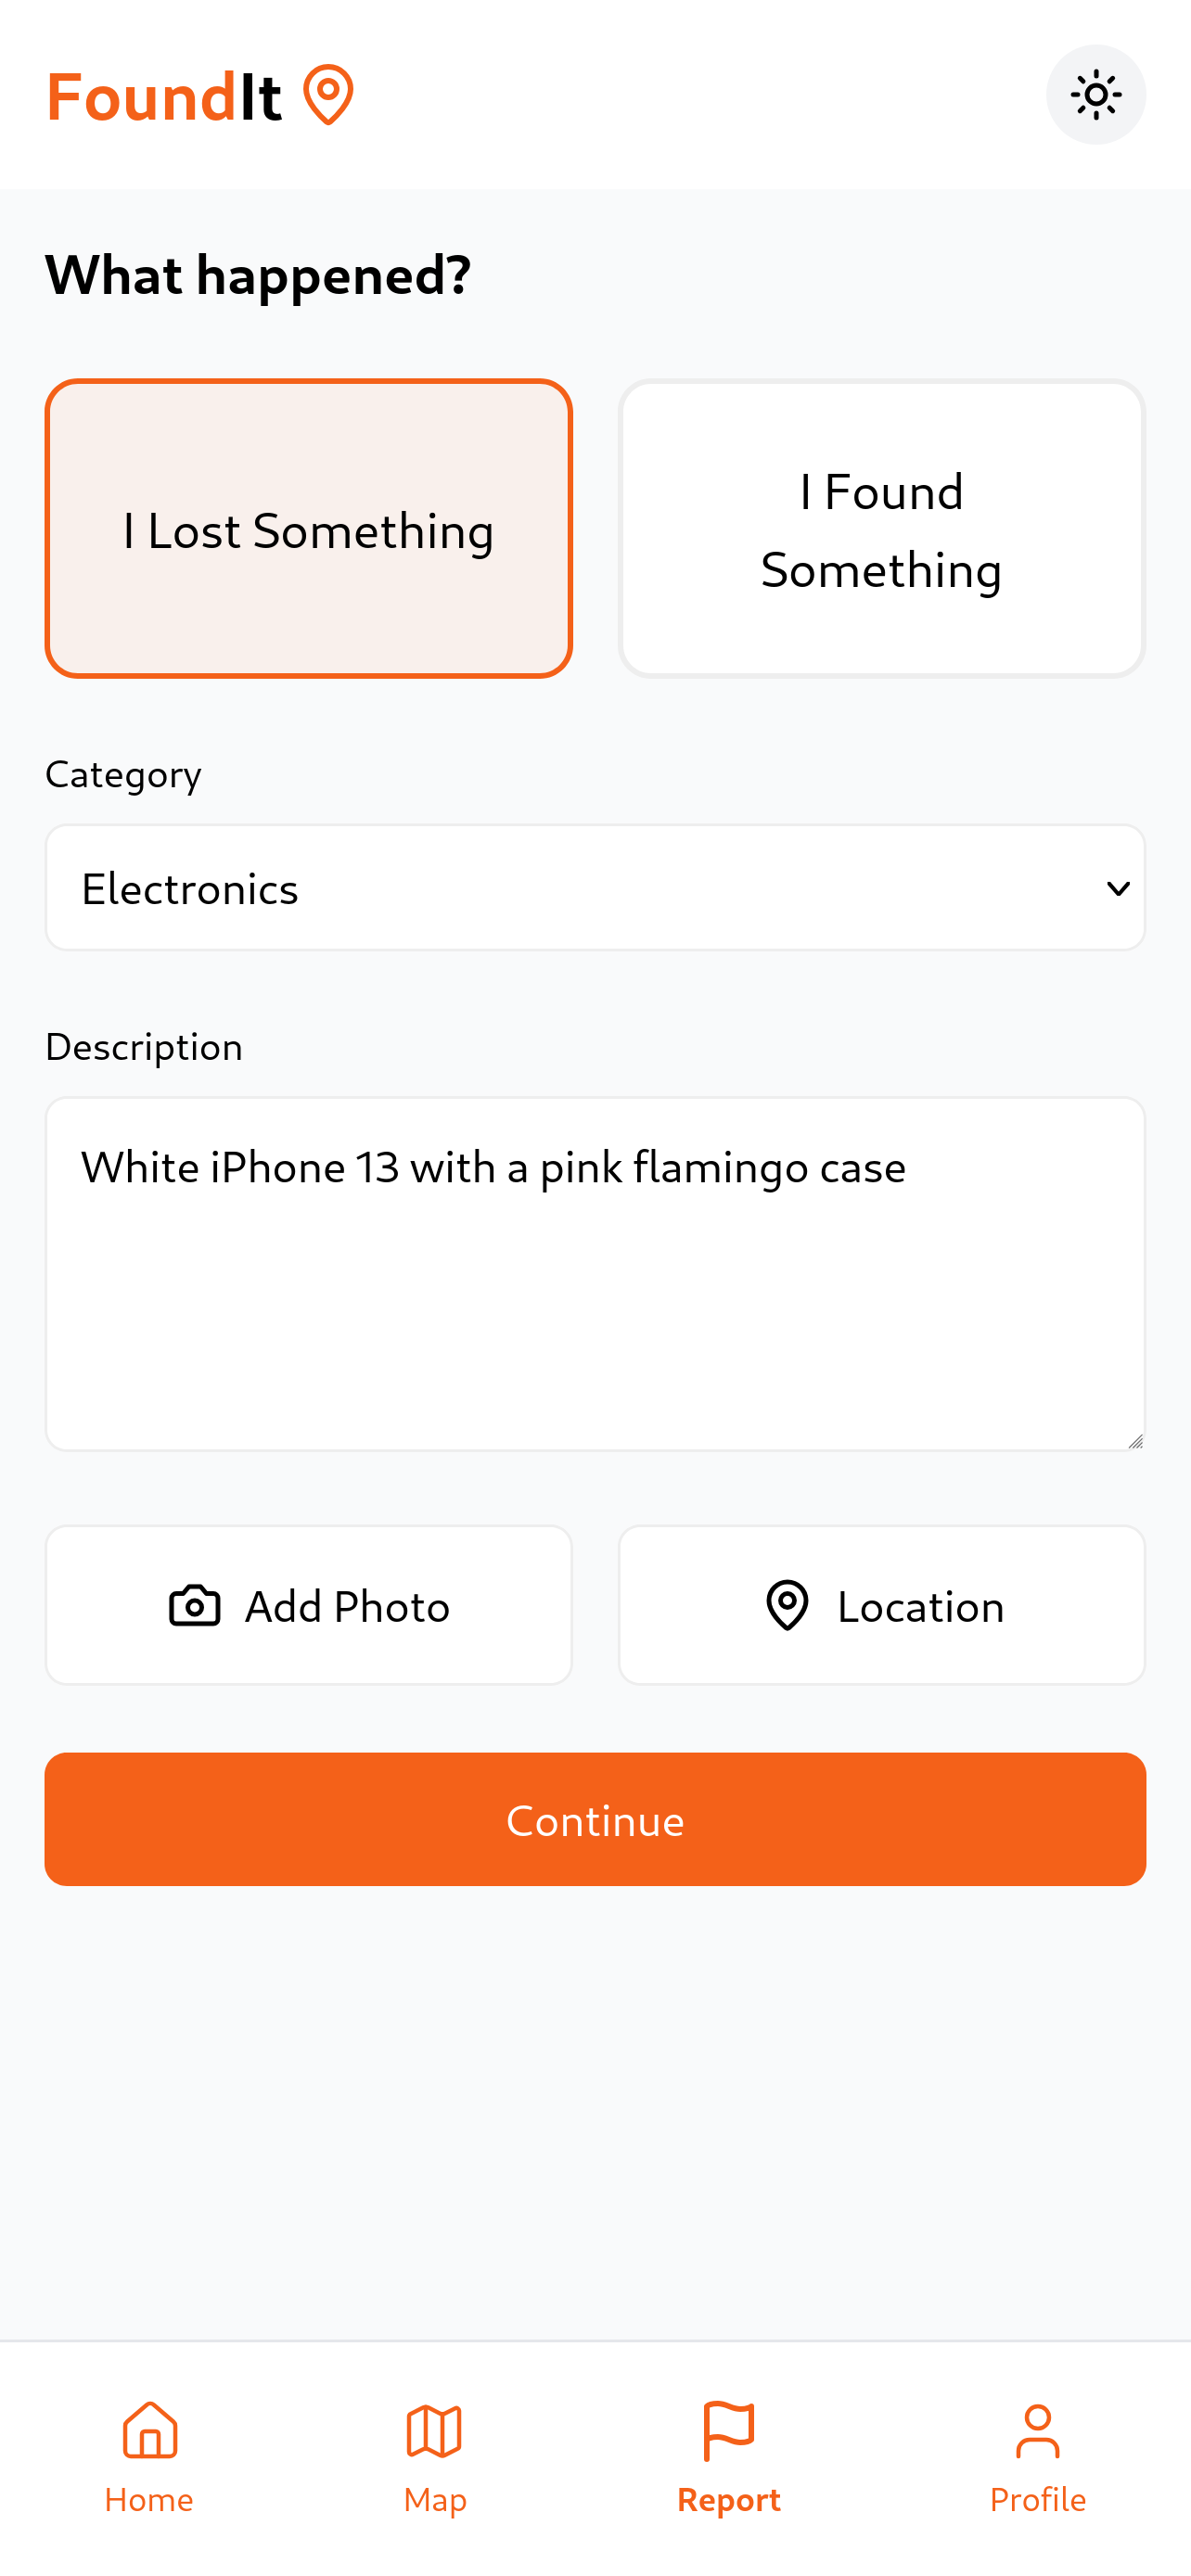 FoundIt
What happened?
I Lost Something
I Found
Something
Category
Electronics
Description
White iPhone 13 with a pink flamingo case
Add Photo
Location
Continue
Home
Map
Report
Profile